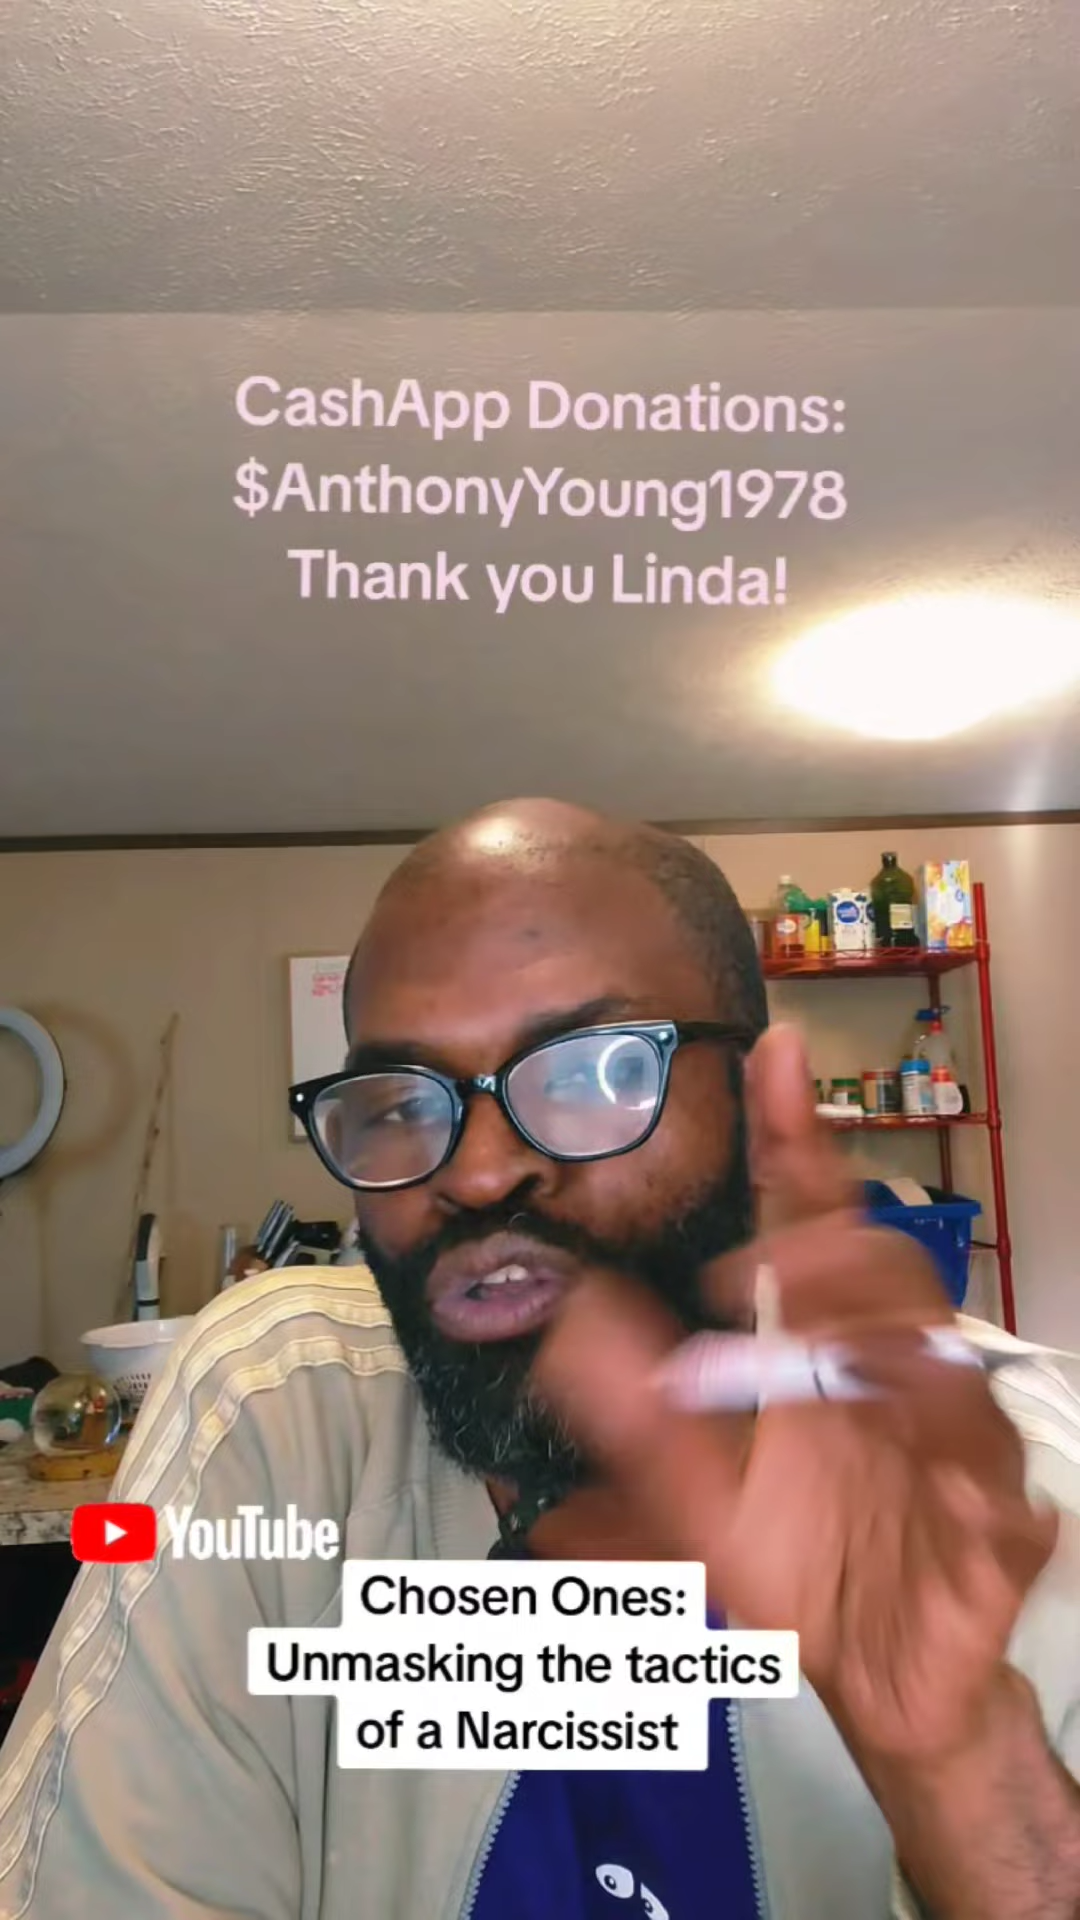 CashApp Donations:
$AnthonyYoung1978
Thank you Linda!
YouTube
Chosen Ones:
Unmasking the tactics
of a Narcissist